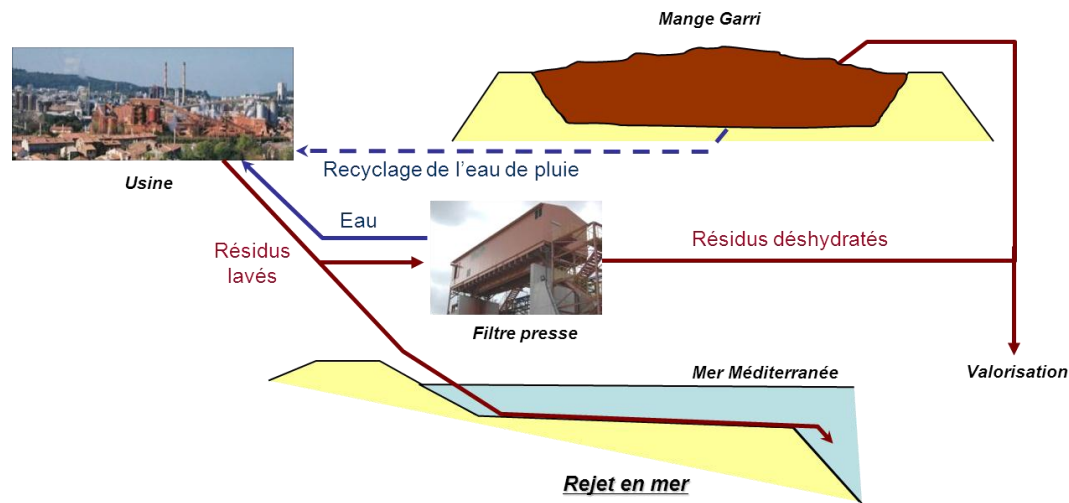 Mange Garri
Recyclage de l'eau de pluie
Usine
Eau
Résidus
lavés
Résidus déshydratés
Filtre presse
Mer Méditerranée
Valorisation
Rejet en mer